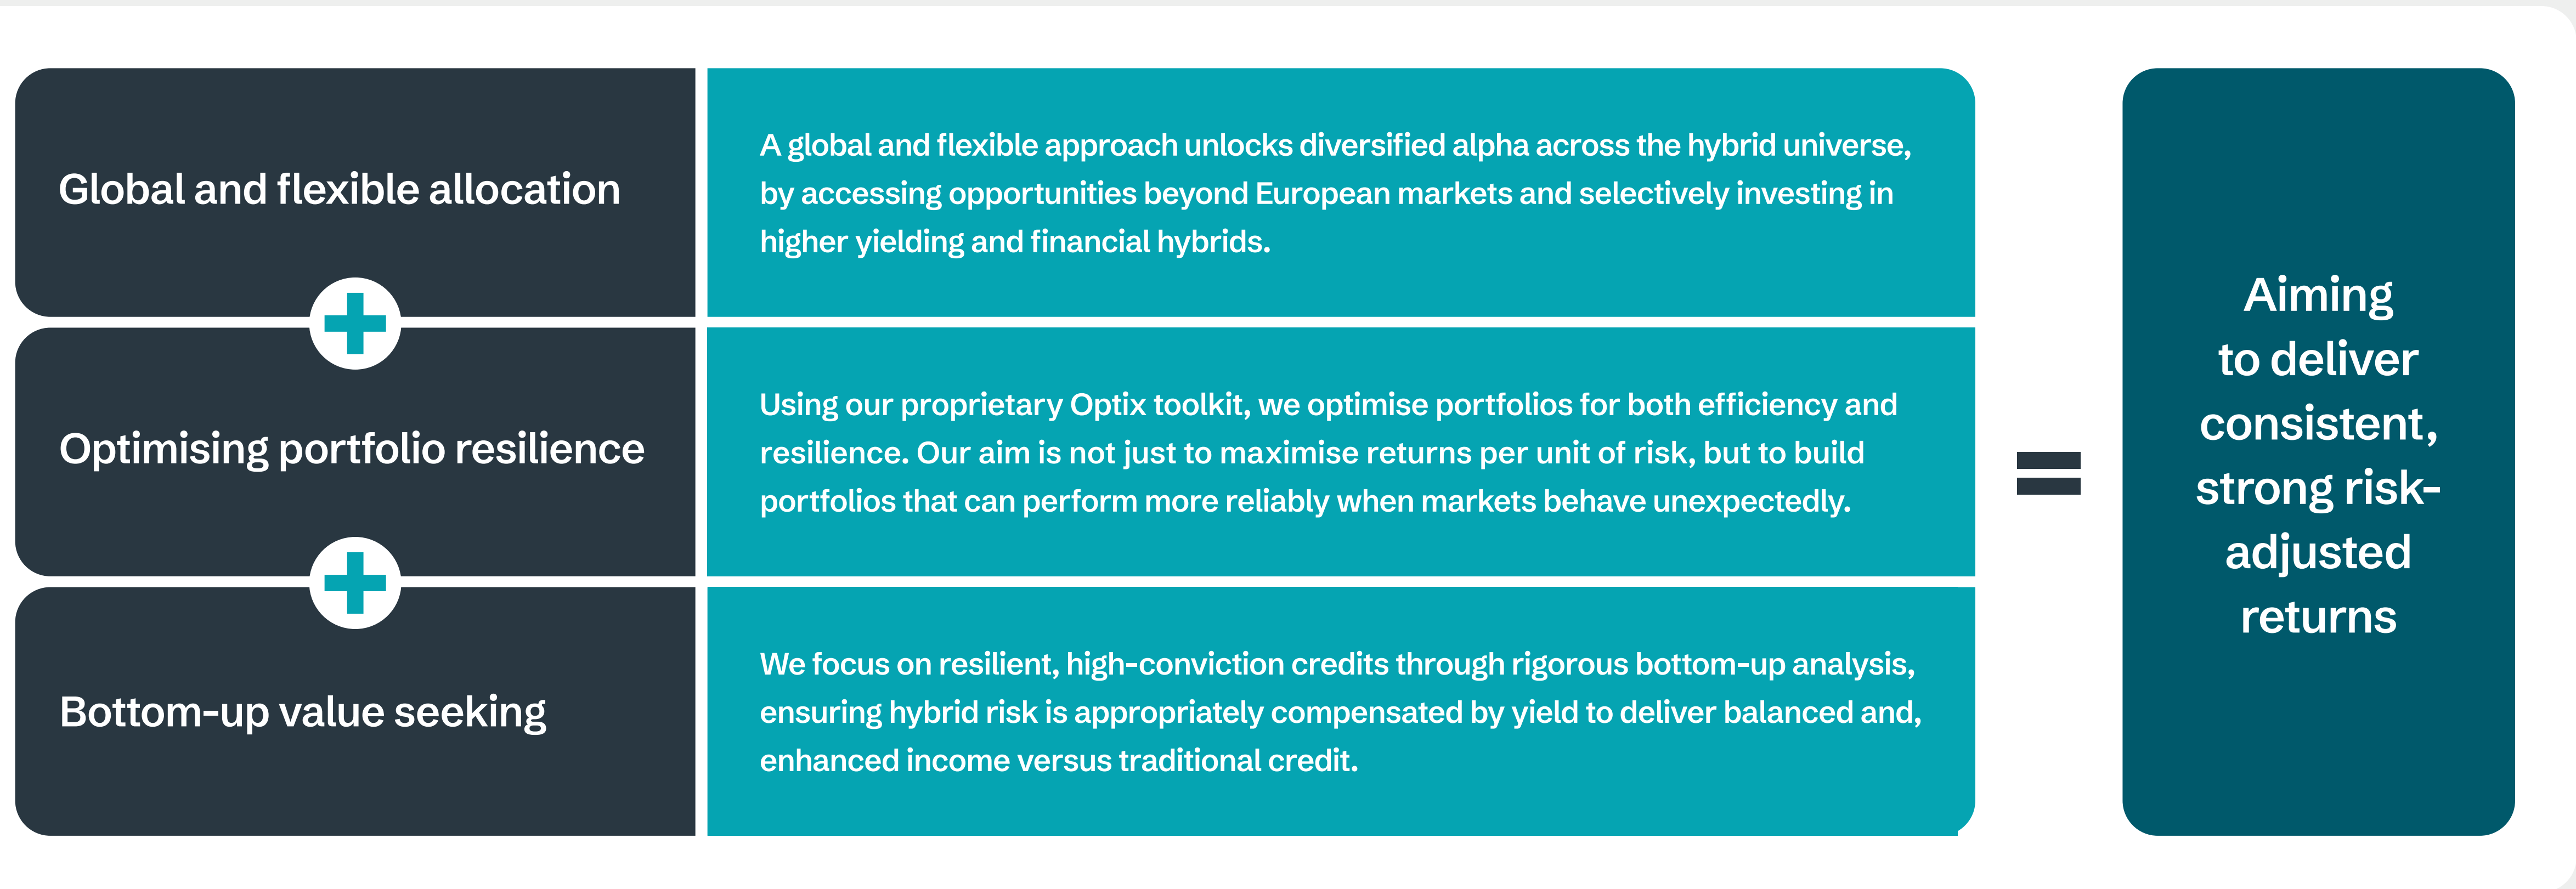 Global and flexible allocation
A global and flexible approach unlocks diversified alpha across the hybrid universe,
by accessing opportunities beyond European markets and selectively investing in
higher yielding and financial hybrids.
Optimising portfolio resilience
Using our proprietary Optix toolkit, we optimise portfolios for both efficiency and
resilience. Our aim is not just to maximise returns per unit of risk, but to build
portfolios that can perform more reliably when markets behave unexpectedly.
Bottom-up value seeking
We focus on resilient, high-conviction credits through rigorous bottom-up analysis,
ensuring hybrid risk is appropriately compensated by yield to deliver balanced and,
enhanced income versus traditional credit.
=
Aiming
to deliver
consistent,
strong risk-
adjusted
returns